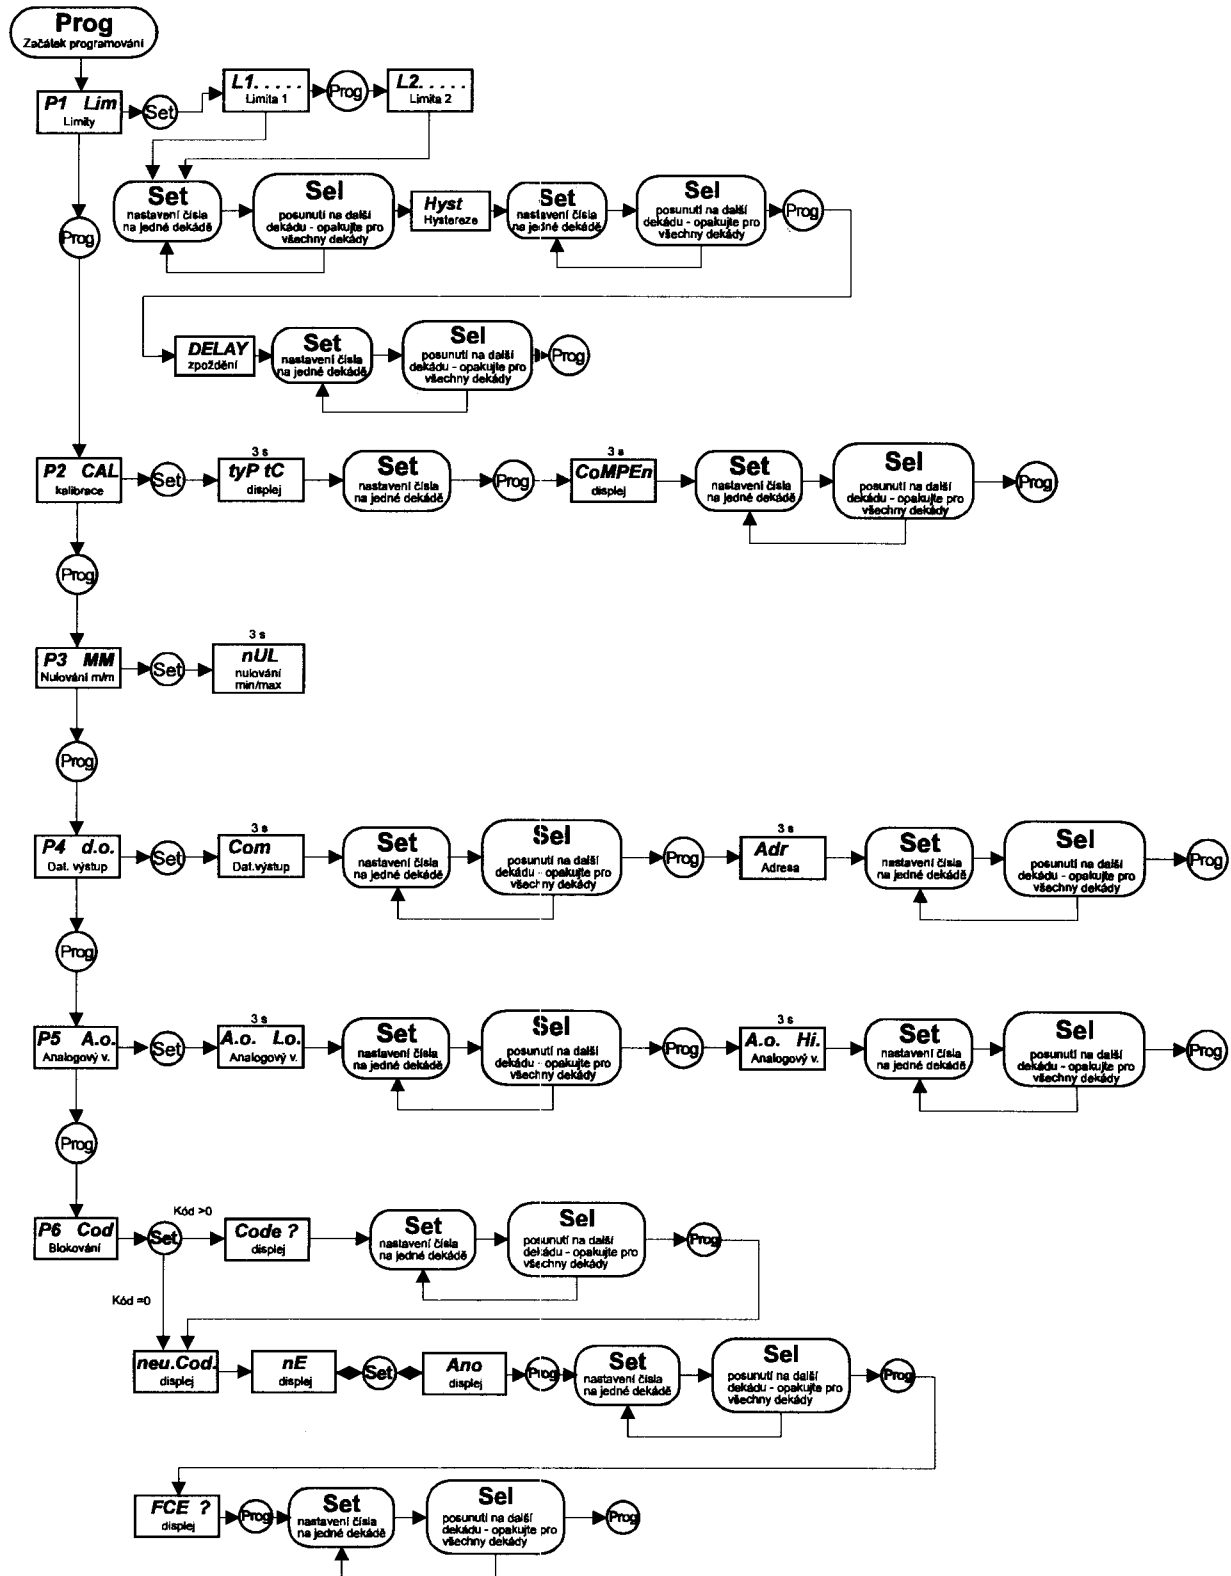 Prog
Začátek programování
P1 Lim
Limity
Set
L1. . . . .
Limita 1
Prog
L2. . . . .
Limita 2
Prog
Set
nastavení čísla
na jedné dekádě
Sel
posunutí na další
dekádu - opakujte pro
všechny dekády
Hyst
Hystereze
Set
nastavení čísla
na jedné dekádě
Sel
posunutí na další
dekádu - opakujte pro
všechny dekády
Prog
DELAY
zpoždění
Set
nastavení čísla
na jedné dekádě
Sel
posunutí na další
dekádu - opakujte pro
všechny dekády
Prog
P2 CAL
kalibrace
Set
3 s
tyP tC
displej
Set
nastavení čísla
na jedné dekádě
Prog
3 s
CoMPEn
displej
Set
nastavení čísla
na jedné dekádě
Sel
posunutí na další
dekádu - opakujte pro
všechny dekády
Prog
Prog
P3 MM
Nulování m/m
Set
3 s
nUL
nulování
min/max
Prog
P4 d.o.
Dat. výstup
Set
3 s
Com
Dat.výstup
Set
nastavení čísla
na jedné dekádě
Sel
posunutí na další
dekádu - opakujte pro
všechny dekády
Prog
3 s
Adr
Adresa
Set
nastavení čísla
na jedné dekádě
Sel
posunutí na další
dekádu - opakujte pro
všechny dekády
Prog
Prog
P5 A.o.
Analogový v.
Set
3 s
A.o. Lo.
Analogový v.
Set
nastavení čísla
na jedné dekádě
Sel
posunutí na další
dekádu - opakujte pro
všechny dekády
Prog
3 s
A.o. Hi.
Analogový v.
Set
nastavení čísla
na jedné dekádě
Sel
posunutí na další
dekádu - opakujte pro
všechny dekády
Prog
Prog
P6 Cod
Blokování
Set
Kód >0
Code ?
displej
Set
nastavení čísla
na jedné dekádě
Sel
posunutí na další
dekádu - opakujte pro
všechny dekády
Prog
Kód =0
neu.Cod.
displej
nE
displej
Set
Ano
displej
Prog
Set
nastavení čísla
na jedné dekádě
Sel
posunutí na další
dekádu - opakujte pro
všechny dekády
Prog
FCE ?
displej
Prog
Set
nastavení čísla
na jedné dekádě
Sel
posunutí na další
dekádu - opakujte pro
všechny dekády
Prog